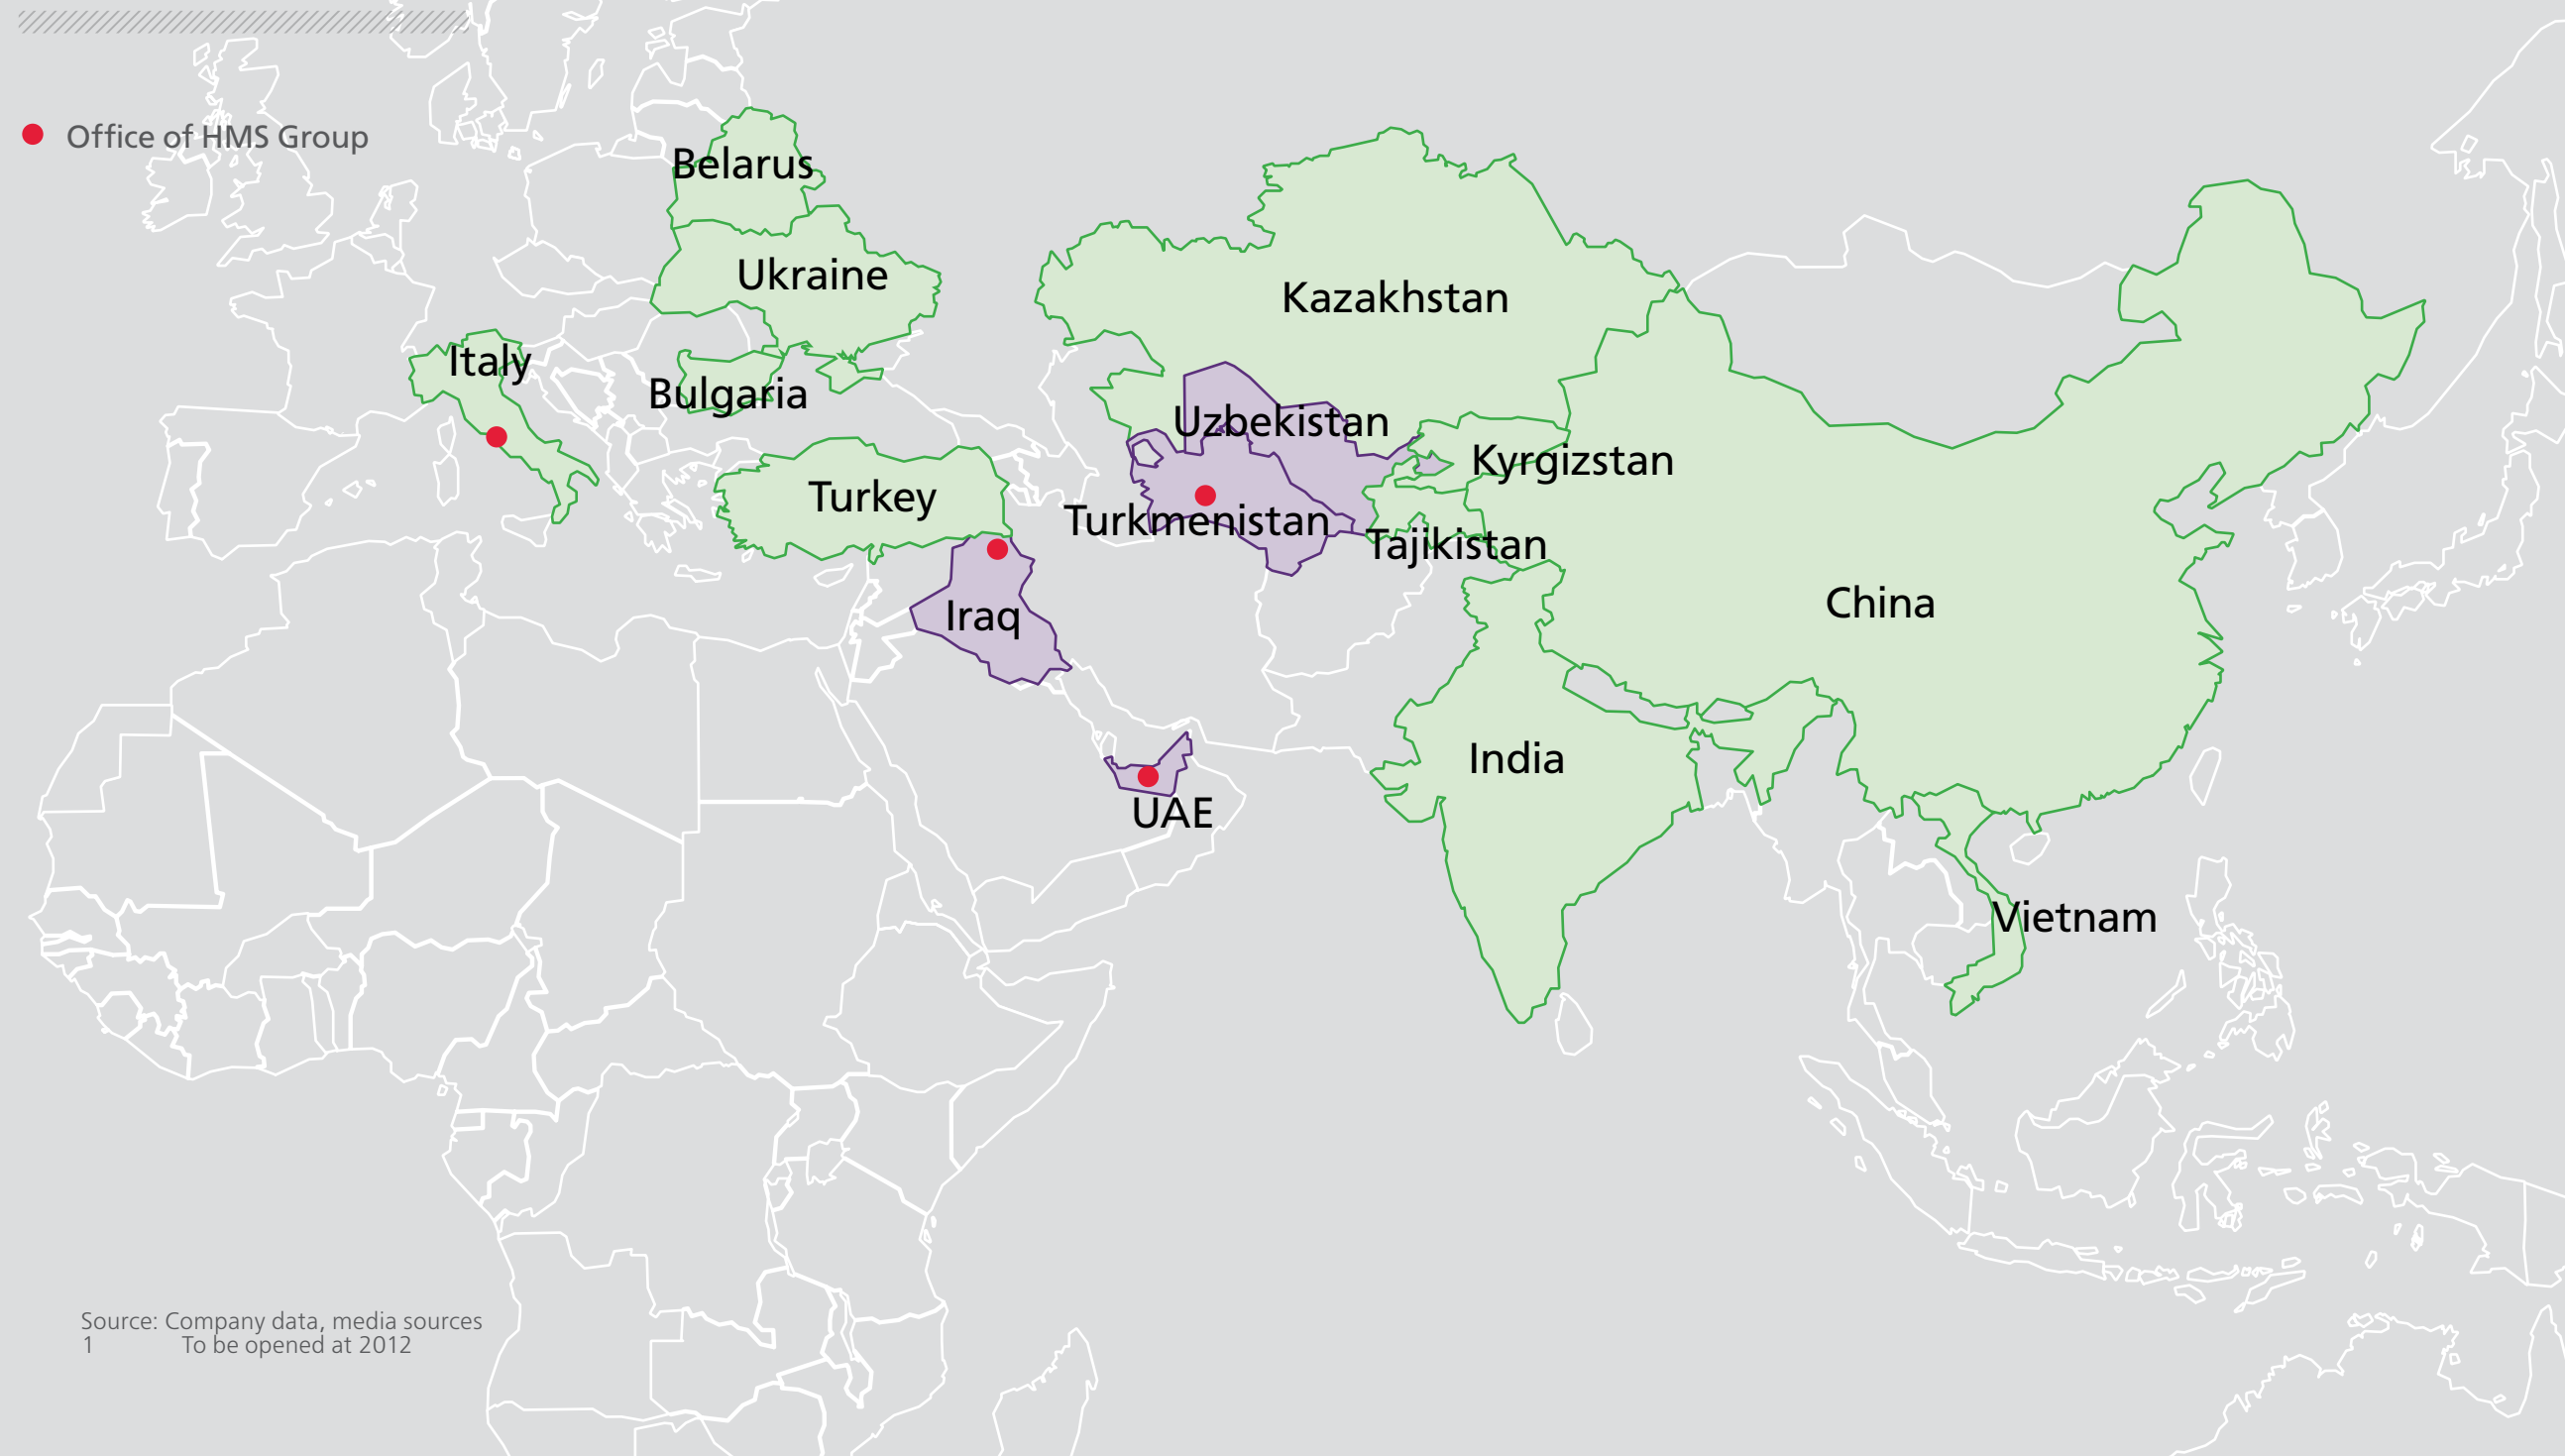 Office of HMS Group
Belarus
Ukraine
Kazakhstan
Italy
Bulgaria
Uzbekistan
Kyrgizstan
Turkey
Turkmenistan
Tajikistan
China
Iraq
India
UAE
Vietnam
Source: Company data, media sources
1 To be opened at 2012